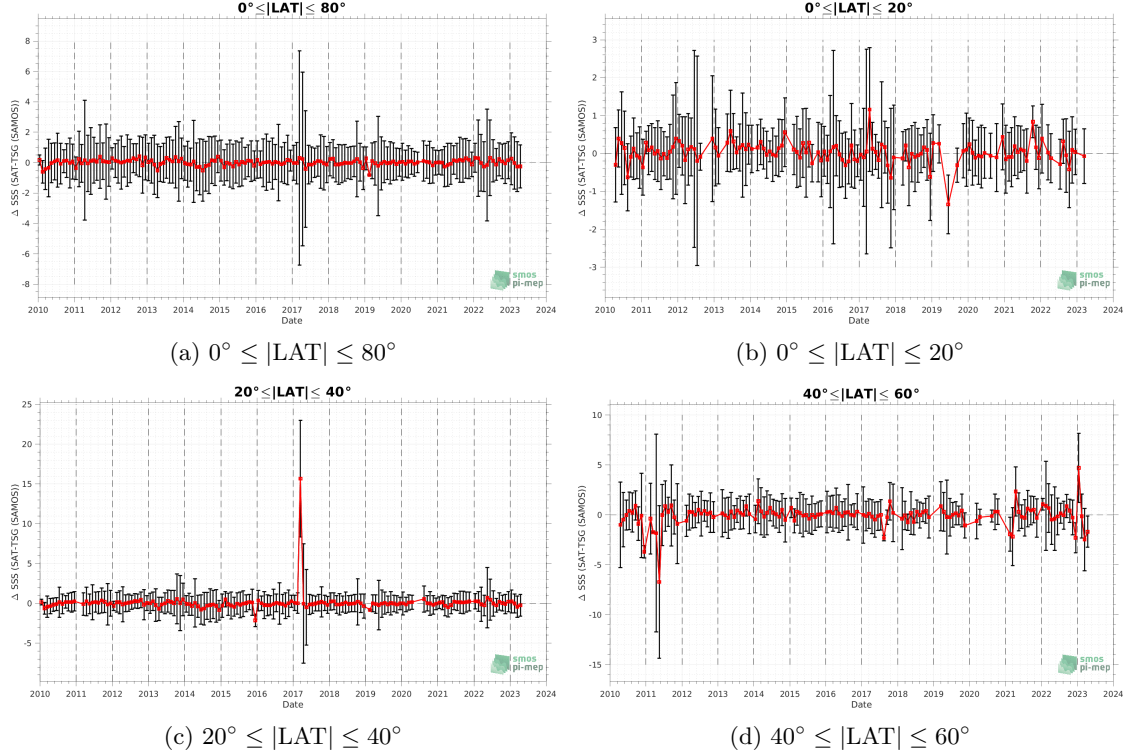 0°≤|LAT|≤ 80°
Δ SSS (SAT-TSG (SAMOS))
8
6
4
2
0
-2
-4
-6
-8
2010 2011 2012 2013 2014 2015 2016 2017 2018 2019 2020 2021 2022 2023 2024
Date
smos
pi-mep
(a) 0° ≤ |LAT| ≤ 80°
0°≤|LAT|≤ 20°
Δ SSS (SAT-TSG (SAMOS))
3
2
1
0
-1
-2
-3
2010 2011 2012 2013 2014 2015 2016 2017 2018 2019 2020 2021 2022 2023 2024
Date
smos
pi-mep
(b) 0° ≤ |LAT| ≤ 20°
20°≤|LAT|≤ 40°
Δ SSS (SAT-TSG (SAMOS))
25
20
15
10
5
0
-5
2010 2011 2012 2013 2014 2015 2016 2017 2018 2019 2020 2021 2022 2023 2024
Date
smos
pi-mep
(c) 20° ≤ |LAT| ≤ 40°
40°≤|LAT|≤ 60°
Δ SSS (SAT-TSG (SAMOS))
10
5
0
-5
-10
-15
2010 2011 2012 2013 2014 2015 2016 2017 2018 2019 2020 2021 2022 2023 2024
Date
smos
pi-mep
(d) 40° ≤ |LAT| ≤ 60°